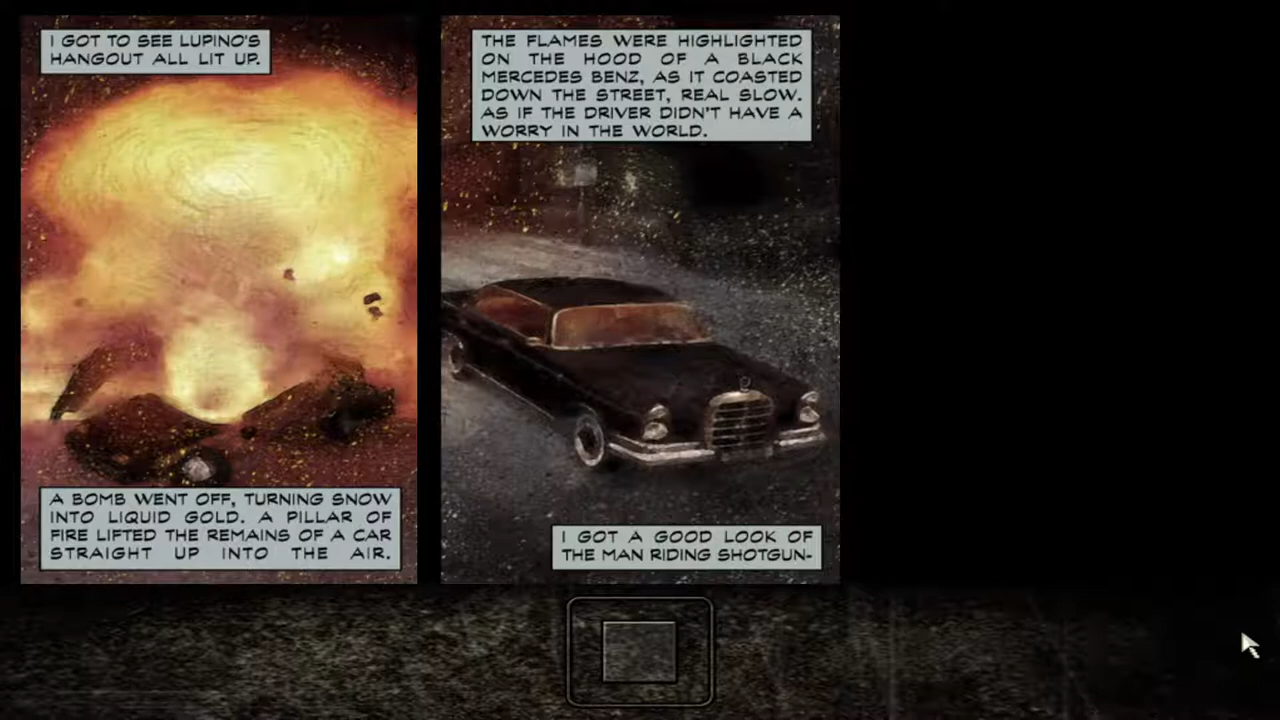 I GOT TO SEE LUPINO'S
HANGOUT ALL LIT UP.
A BOMB WENT OFF, TURNING SNOW
INTO LIQUID GOLD. A PILLAR OF
FIRE LIFTED THE REMAINS OF A CAR
STRAIGHT UP INTO THE AIR.
THE FLAMES WERE HIGHLIGHTED
ON THE HOOD OF A BLACK
MERCEDES BENZ, AS IT COASTED
DOWN THE STREET, REAL SLOW.
AS IF THE DRIVER DIDN'T HAVE A
WORRY IN THE WORLD.
I GOT A GOOD LOOK OF
THE MAN RIDING SHOTGUN-